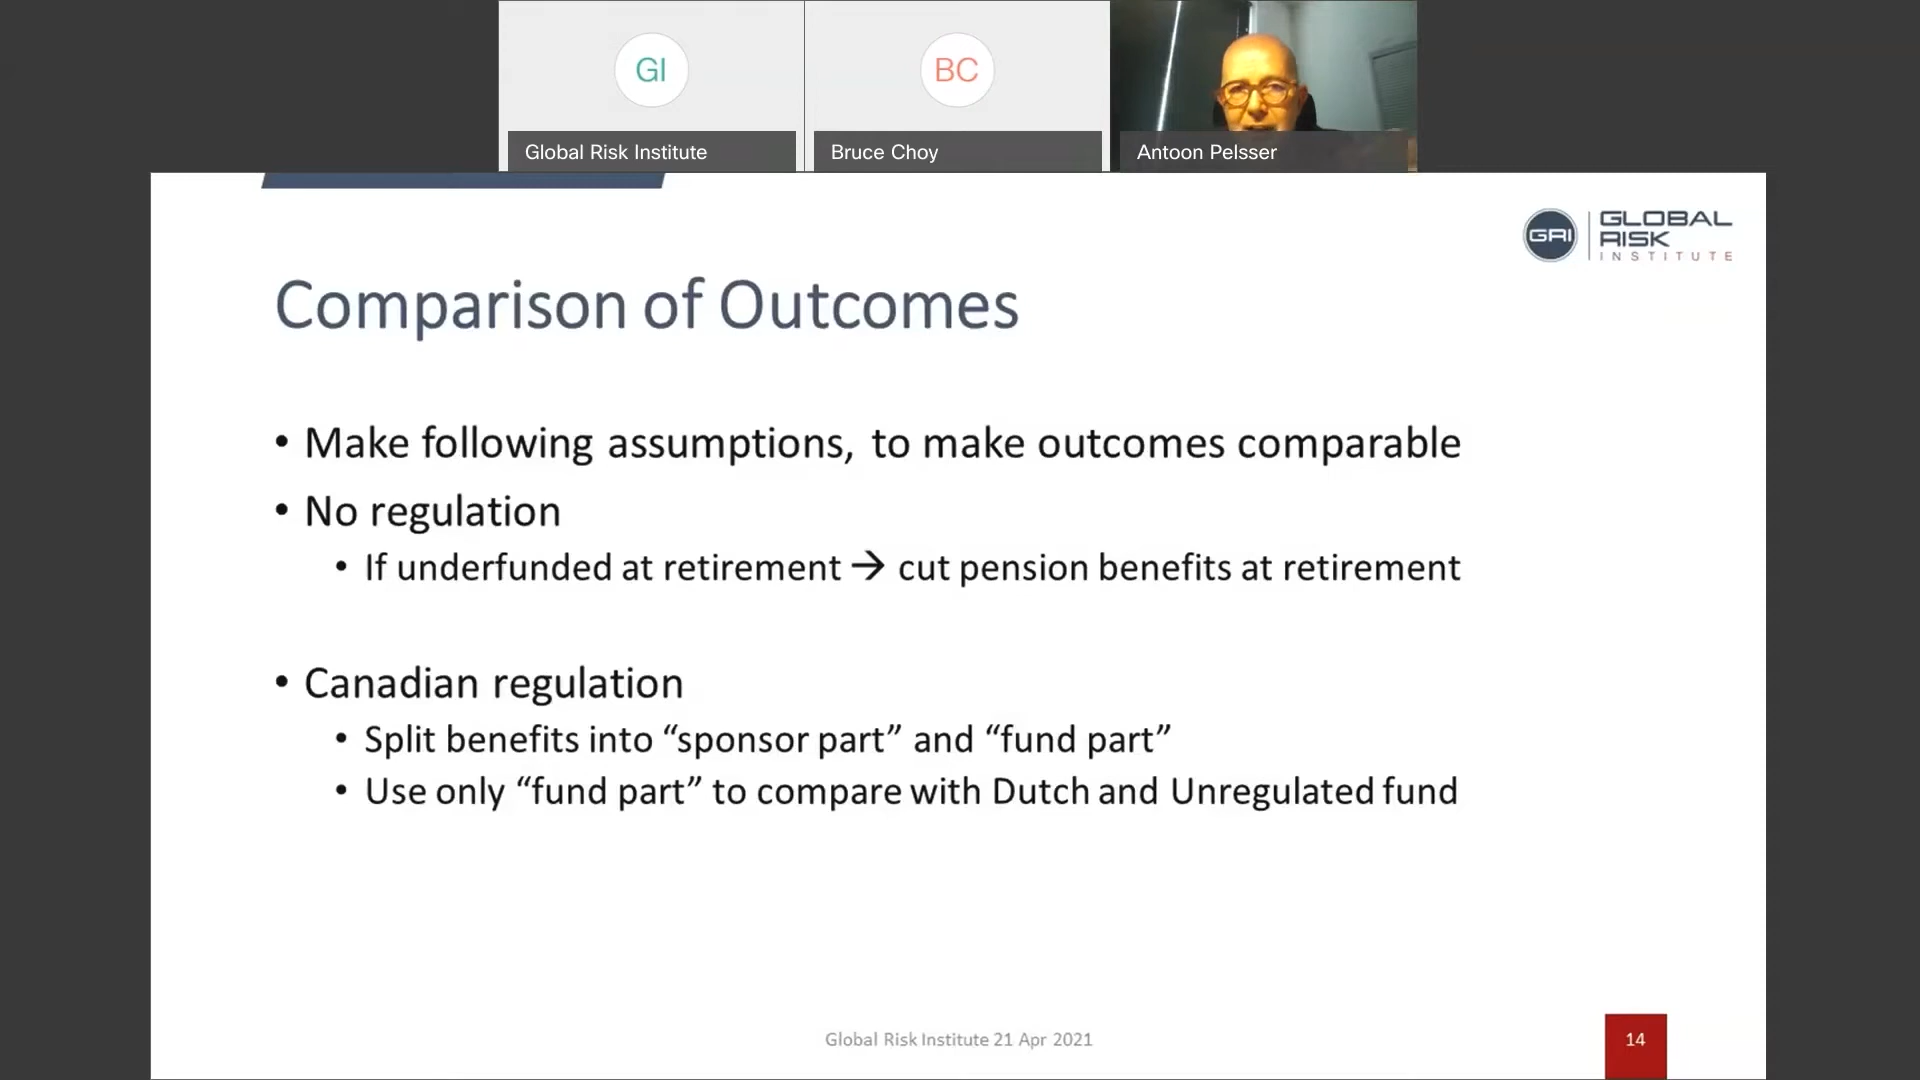 GI
BC
Global Risk Institute
Bruce Choy
Antoon Pelsser
GRI
GLOBAL
RISK
INSTITUTE
Comparison of Outcomes
• Make following assumptions, to make outcomes comparable
• No regulation
• If underfunded at retirement → cut pension benefits at retirement
• Canadian regulation
• Split benefits into “sponsor part” and “fund part”
• Use only “fund part” to compare with Dutch and Unregulated fund
Global Risk Institute 21 Apr 2021
14